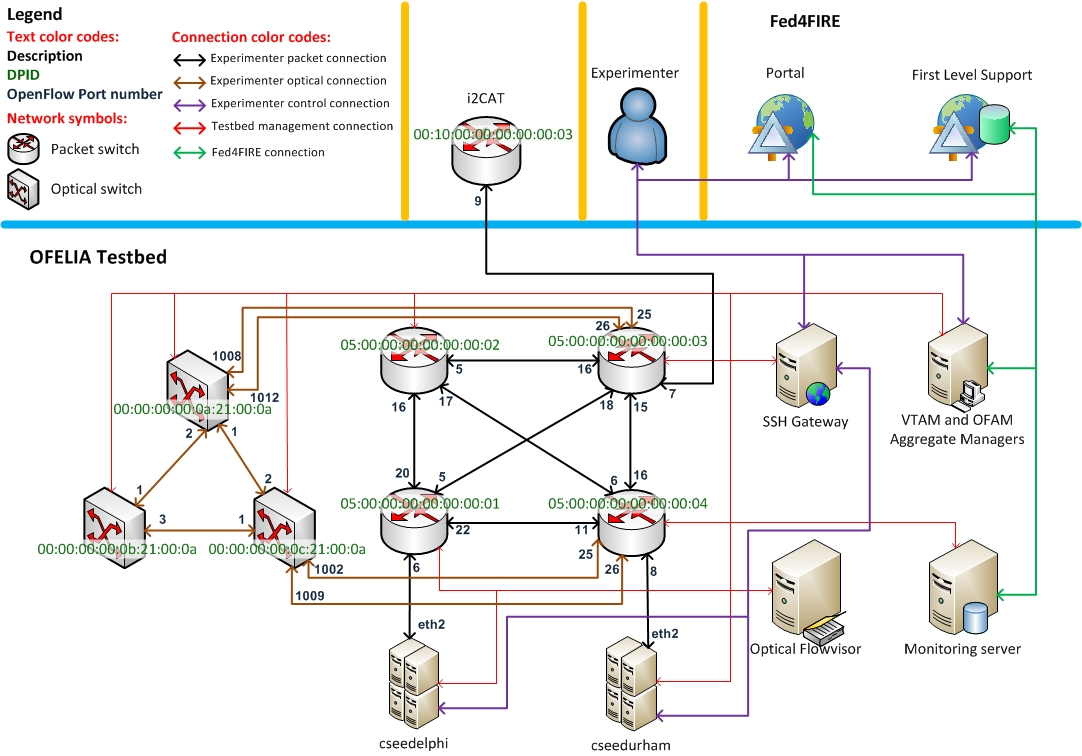 Legend
Text color codes:
Description
DPID
OpenFlow Port number
Network symbols:
Packet switch
Optical switch
Connection color codes:
Experimenter packet connection
Experimenter optical connection
Experimenter control connection
Testbed management connection
Fed4FIRE connection
i2CAT
00:10:00:00:00:00:00:03
9
Experimenter
Fed4FIRE
Portal
First Level Support
OFELIA Testbed
1008
1012
00:00:00:00:0a:21:00:0a
2
1
1
2
3
1
00:00:00:00:0b:21:00:0a
00:00:00:00:0c:21:00:0a
1002
1009
05:00:00:00:00:00:00:02
5
16
17
25
26
05:00:00:00:00:00:00:03
16
7
18
15
20
5
05:00:00:00:00:00:00:01
22
6
6
16
05:00:00:00:00:00:00:04
11
25
26
8
eth2
eth2
cseedelphi
cseedurham
SSH Gateway
VTAM and OFAM
Aggregate Managers
Optical Flowvisor
Monitoring server